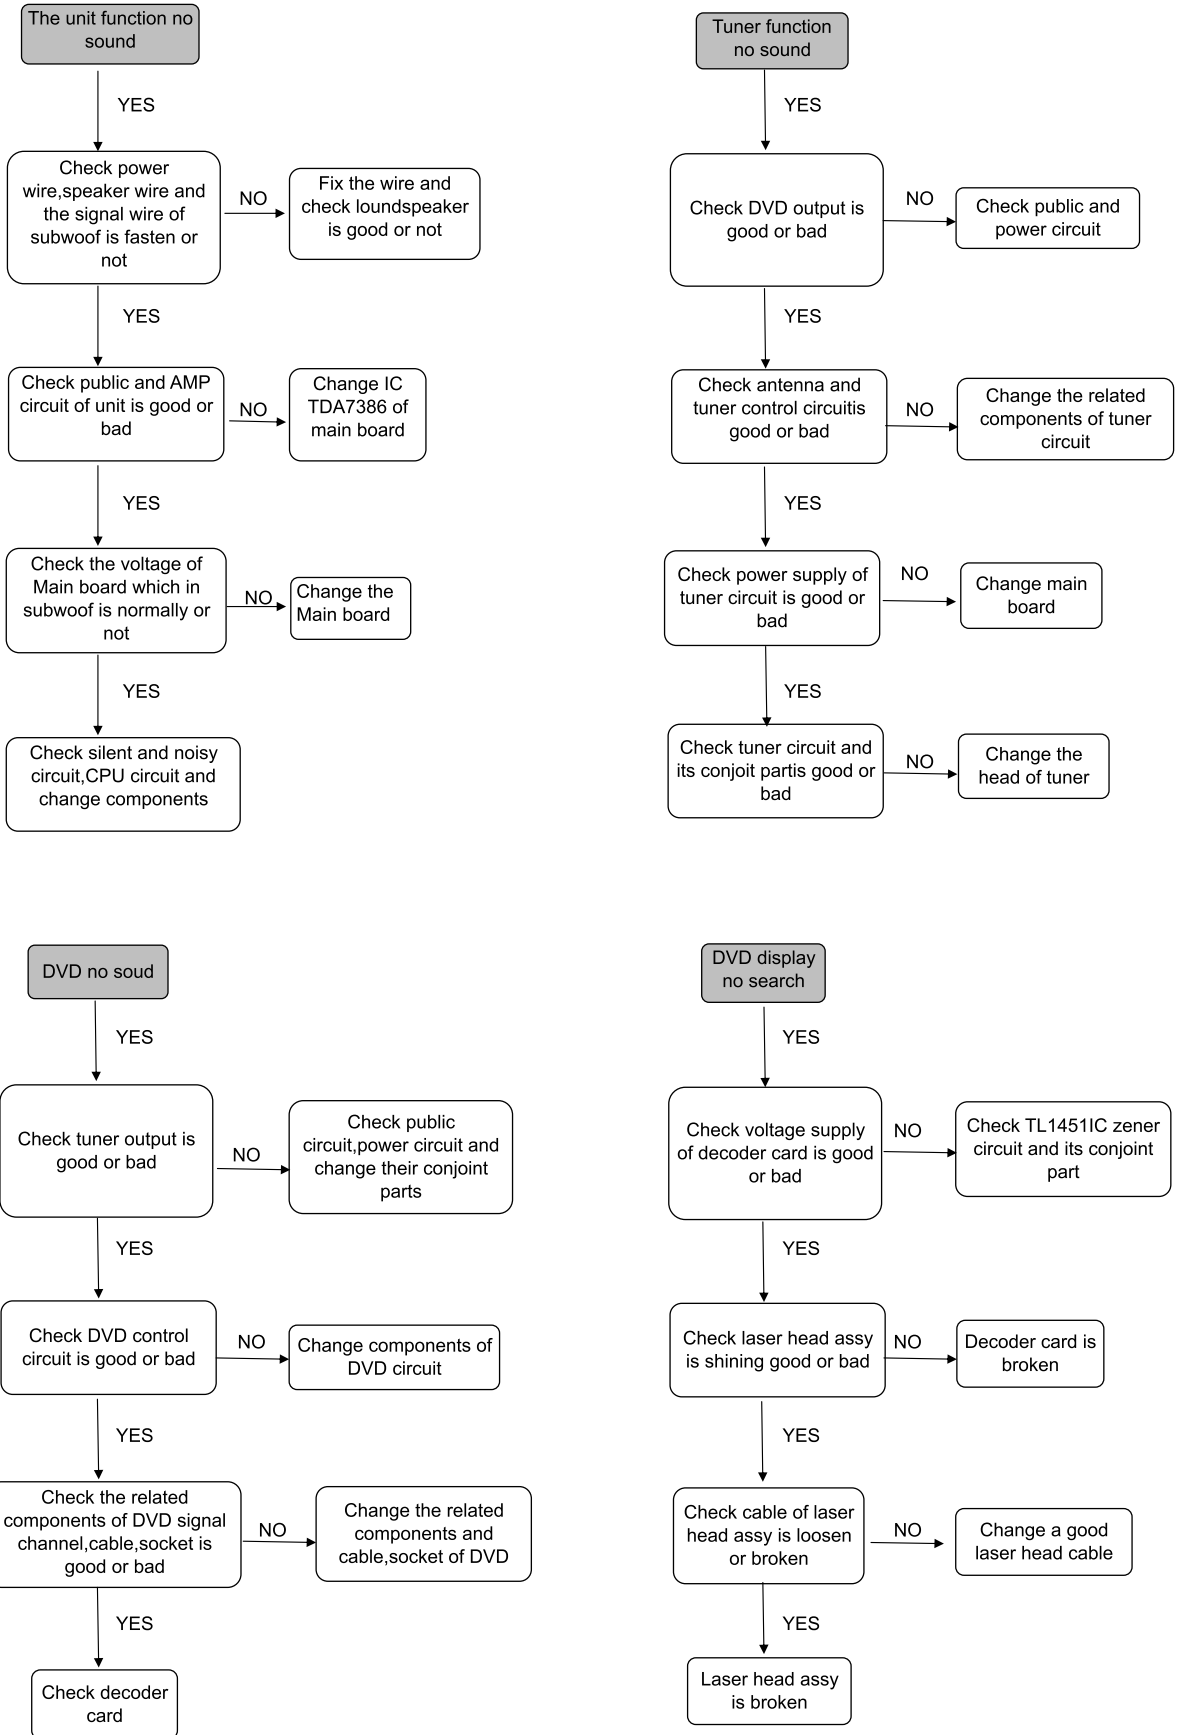 The unit function no
sound
YES
Check power
wire,speaker wire and
the signal wire of
subwoof is fasten or
not
NO
Fix the wire and
check loundspeaker
is good or not
YES
Check public and AMP
circuit of unit is good or
bad
NO
Change IC
TDA7386 of
main board
YES
Check the voltage of
Main board which in
subwoof is normally or
not
NO
Change the
Main board
YES
Check silent and noisy
circuit,CPU circuit and
change components
Tuner function
no sound
YES
Check DVD output is
good or bad
NO
Check public and
power circuit
YES
Check antenna and
tuner control circuitis
good or bad
NO
Change the related
components of tuner
circuit
YES
Check power supply of
tuner circuit is good or
bad
NO
Change main
board
YES
Check tuner circuit and
its conjoit partis good or
bad
NO
Change the
head of tuner
DVD no soud
YES
Check tuner output is
good or bad
NO
Check public
circuit,power circuit and
change their conjoint
parts
YES
Check DVD control
circuit is good or bad
NO
Change components of
DVD circuit
YES
Check the related
components of DVD signal
channel,cable,socket is
good or bad
NO
Change the related
components and
cable,socket of DVD
YES
Check decoder
card
DVD display
no search
YES
Check voltage supply
of decoder card is good
or bad
NO
Check TL1451IC zener
circuit and its conjoint
part
YES
Check laser head assy
is shining good or bad
NO
Decoder card is
broken
YES
Check cable of laser
head assy is loosen
or broken
NO
Change a good
laser head cable
YES
Laser head assy
is broken